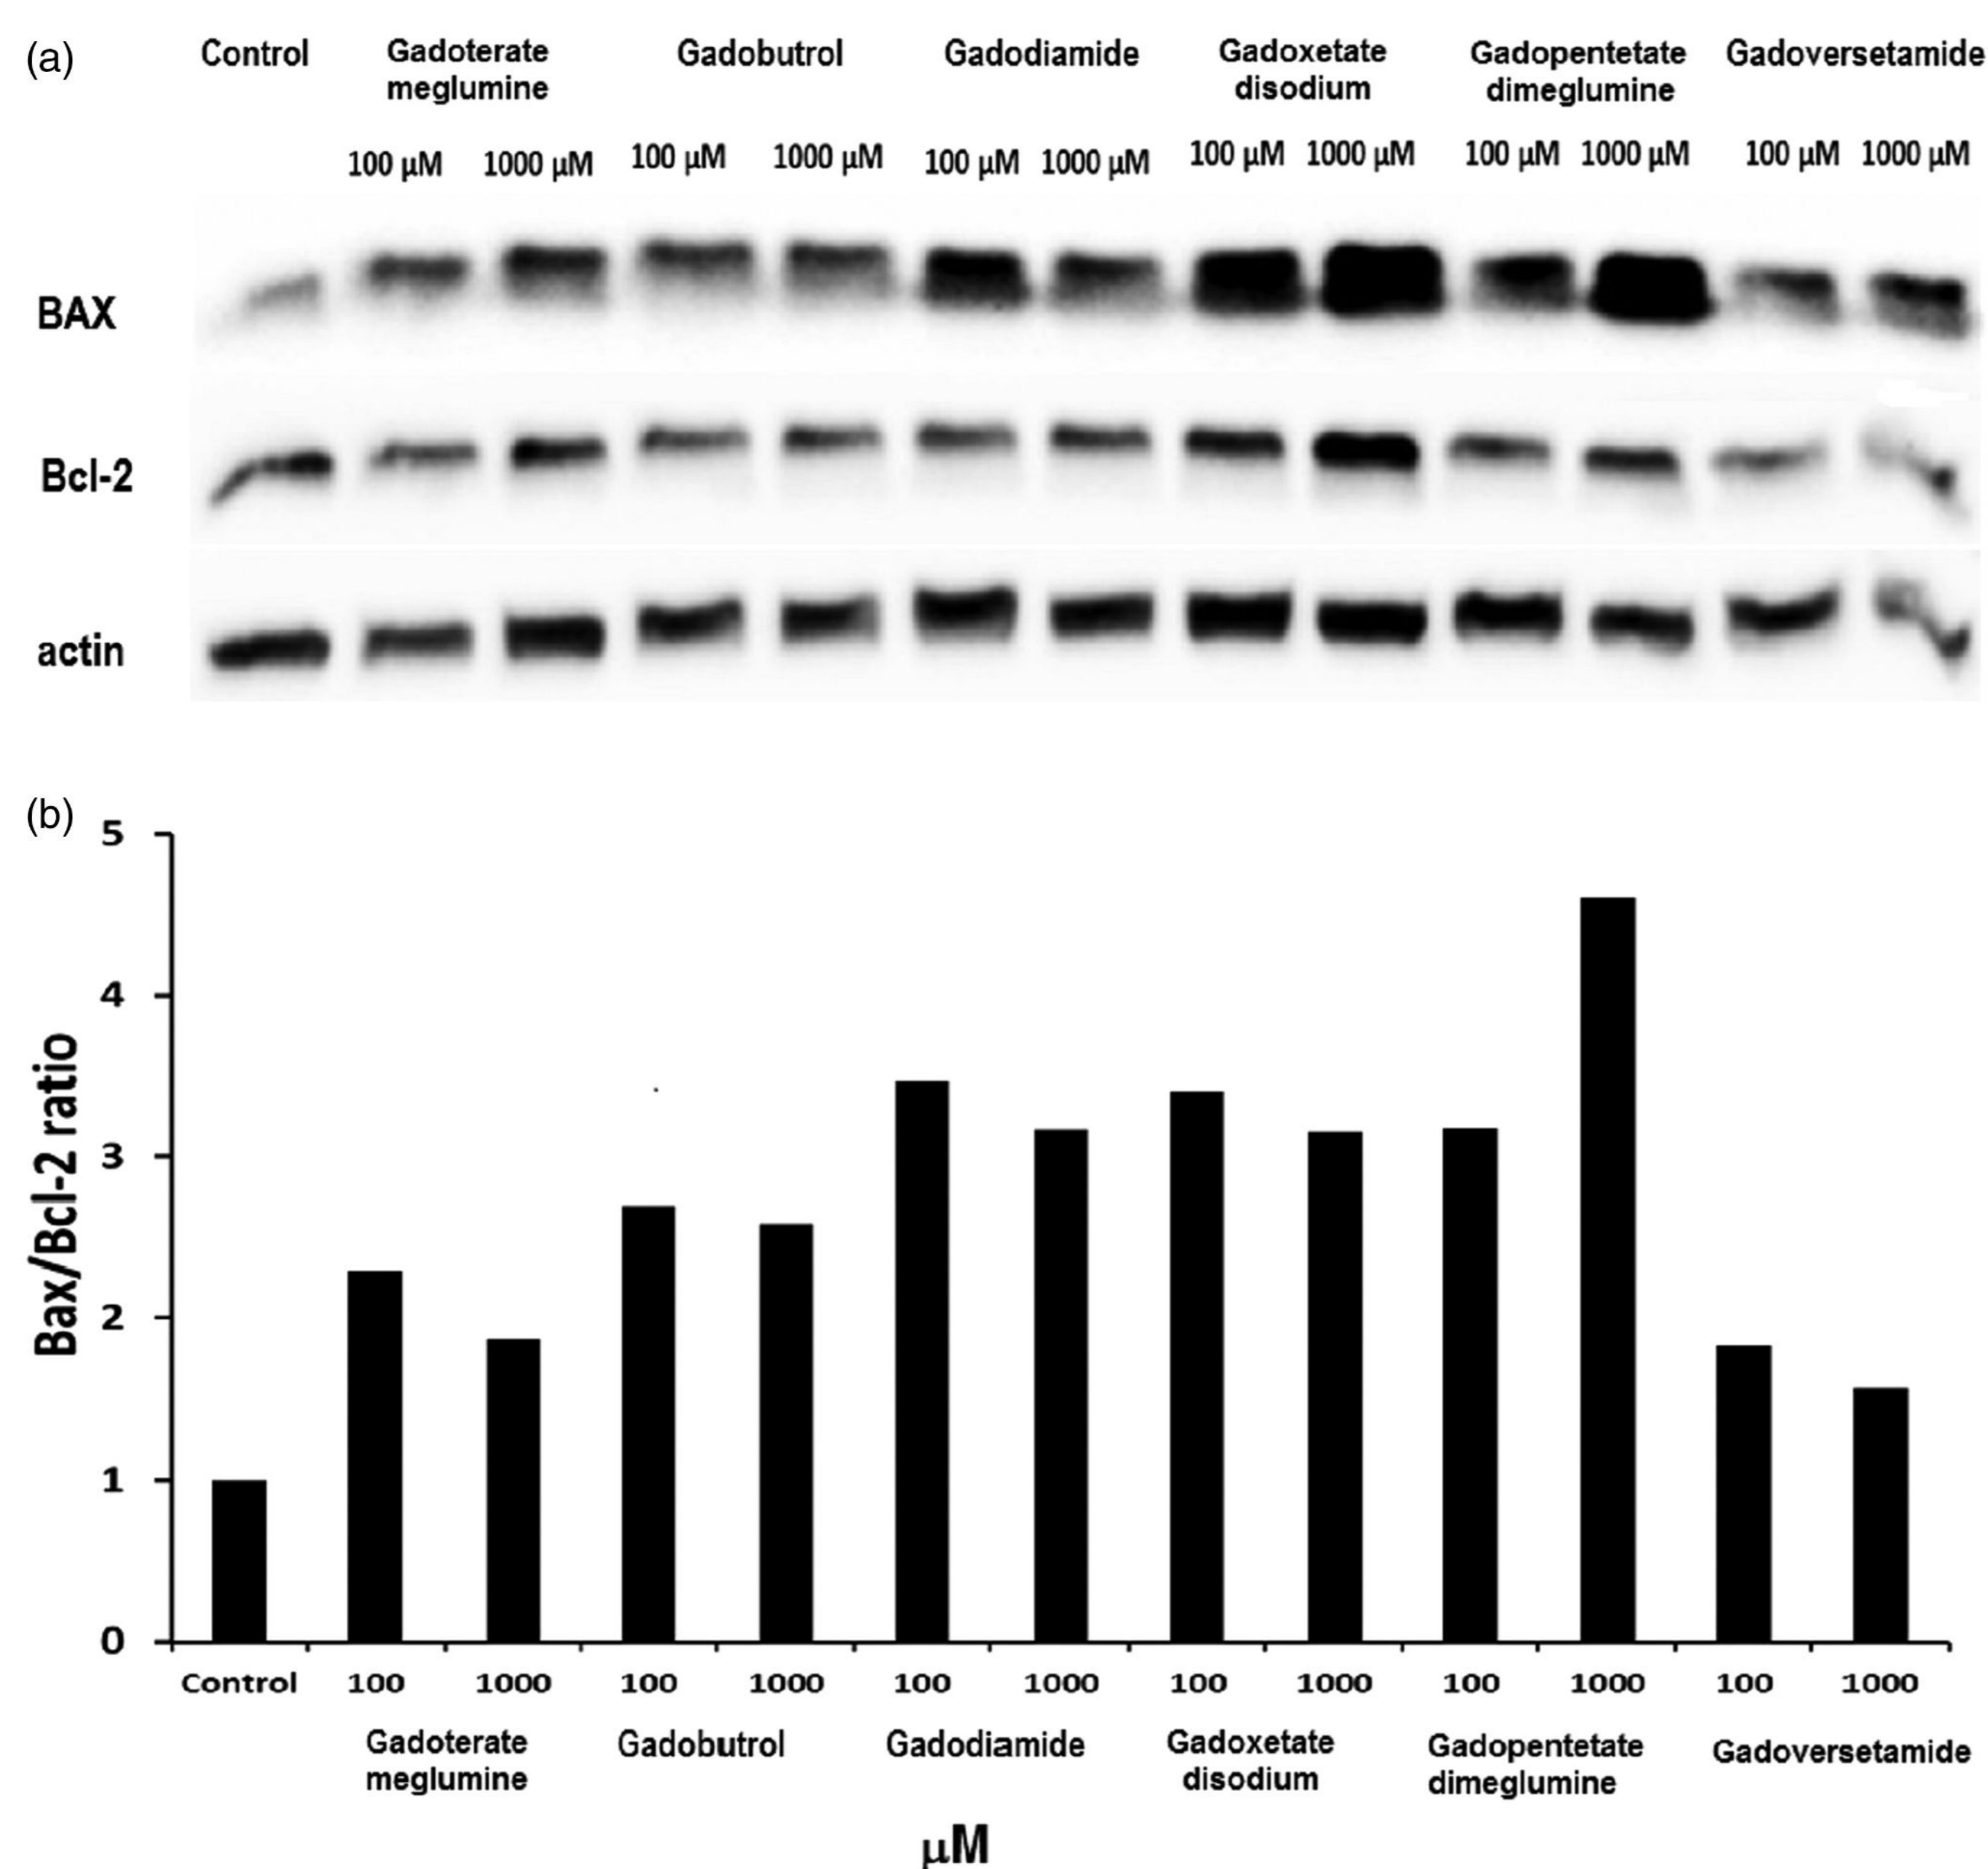 (a)
Control Gadoterate meglumine Gadobutrol Gadodiamide Gadoxetate disodium Gadopentetate dimeglumine Gadoversetamide
100 µM 1000 µM 100 µM 1000 µM 100 µM 1000 µM 100 µM 1000 µM 100 µM 1000 µM 100 µM 1000 µM
BAX
Bcl-2
actin
(b)
Bax/Bcl-2 ratio
5
4
3
2
1
0
Control 100 1000 100 1000 100 1000 100 1000 100 1000 100 1000
Gadoterate meglumine Gadobutrol Gadodiamide Gadoxetate disodium Gadopentetate dimeglumine Gadoversetamide
µM